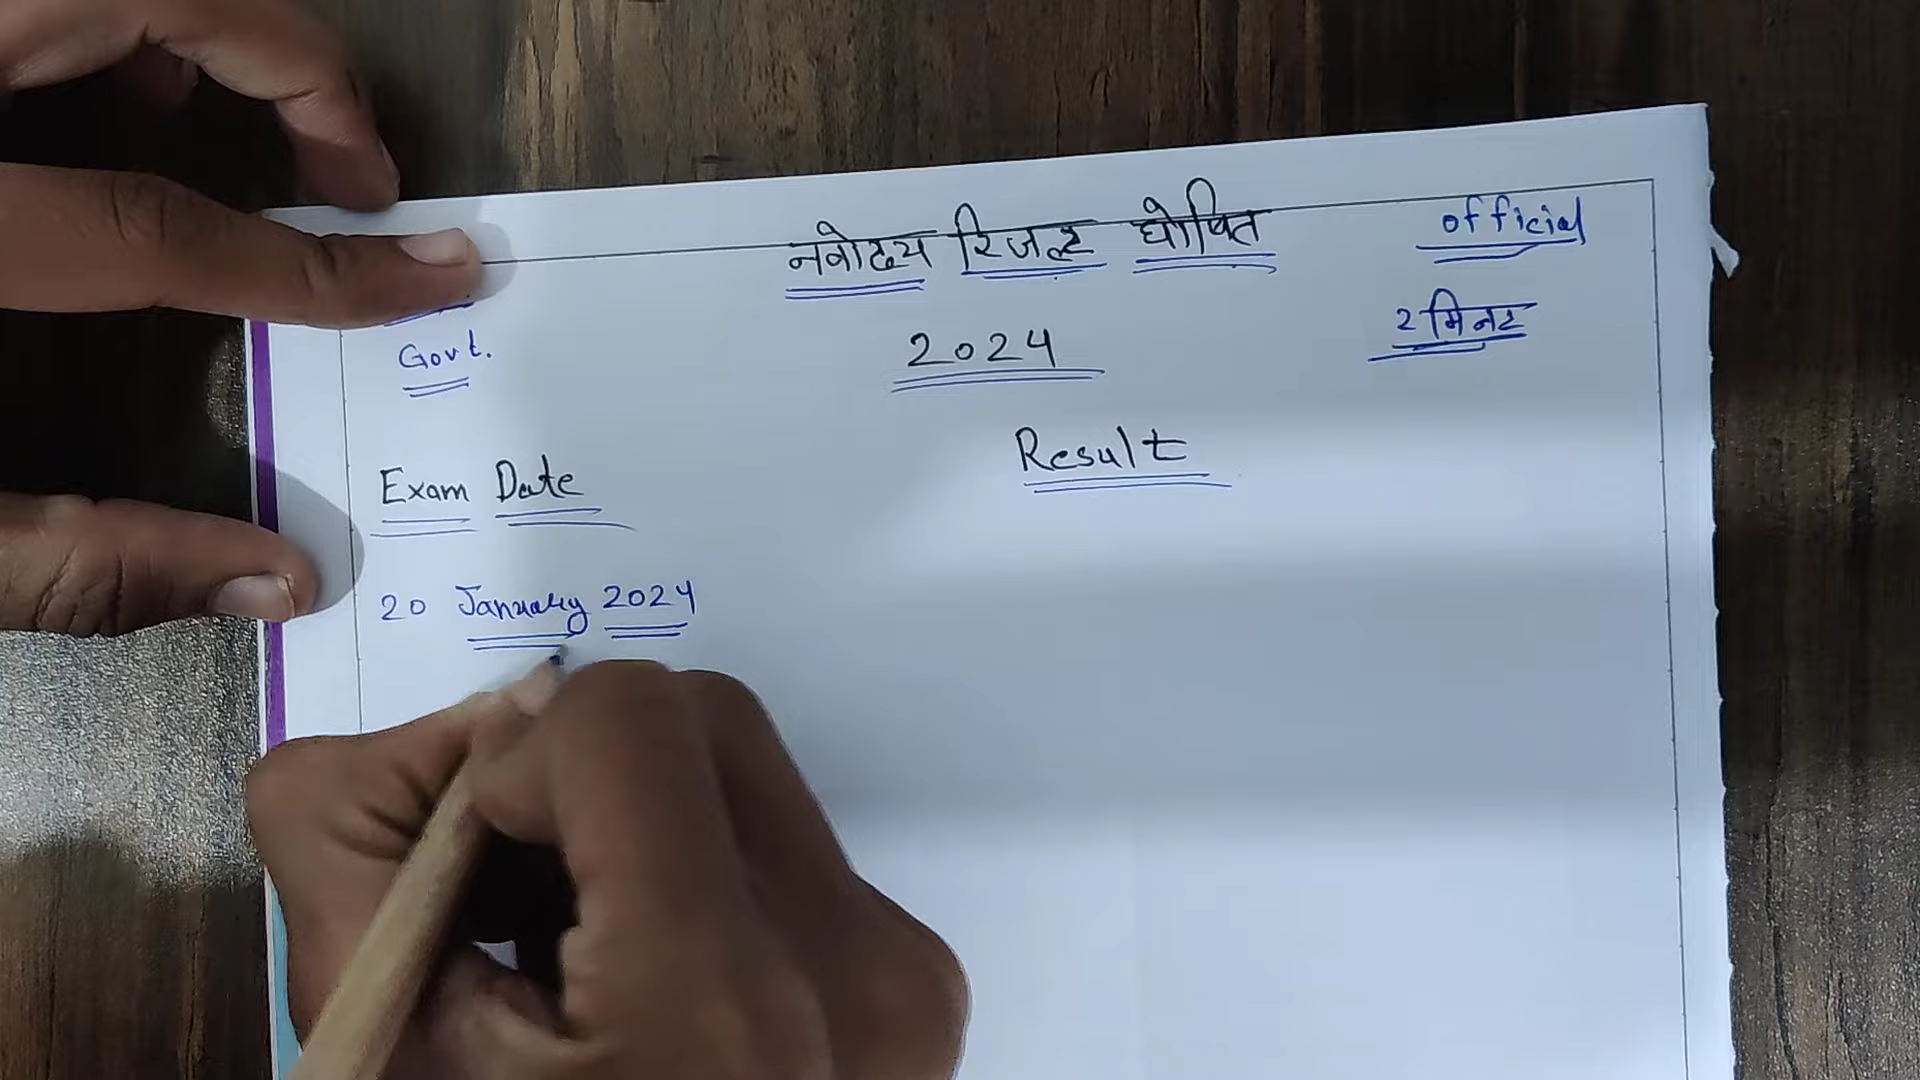 नवोदय रिजल्ट घोषित
official
Govt.
2024
2 मिनट
Exam Date
Result
20 January 2024